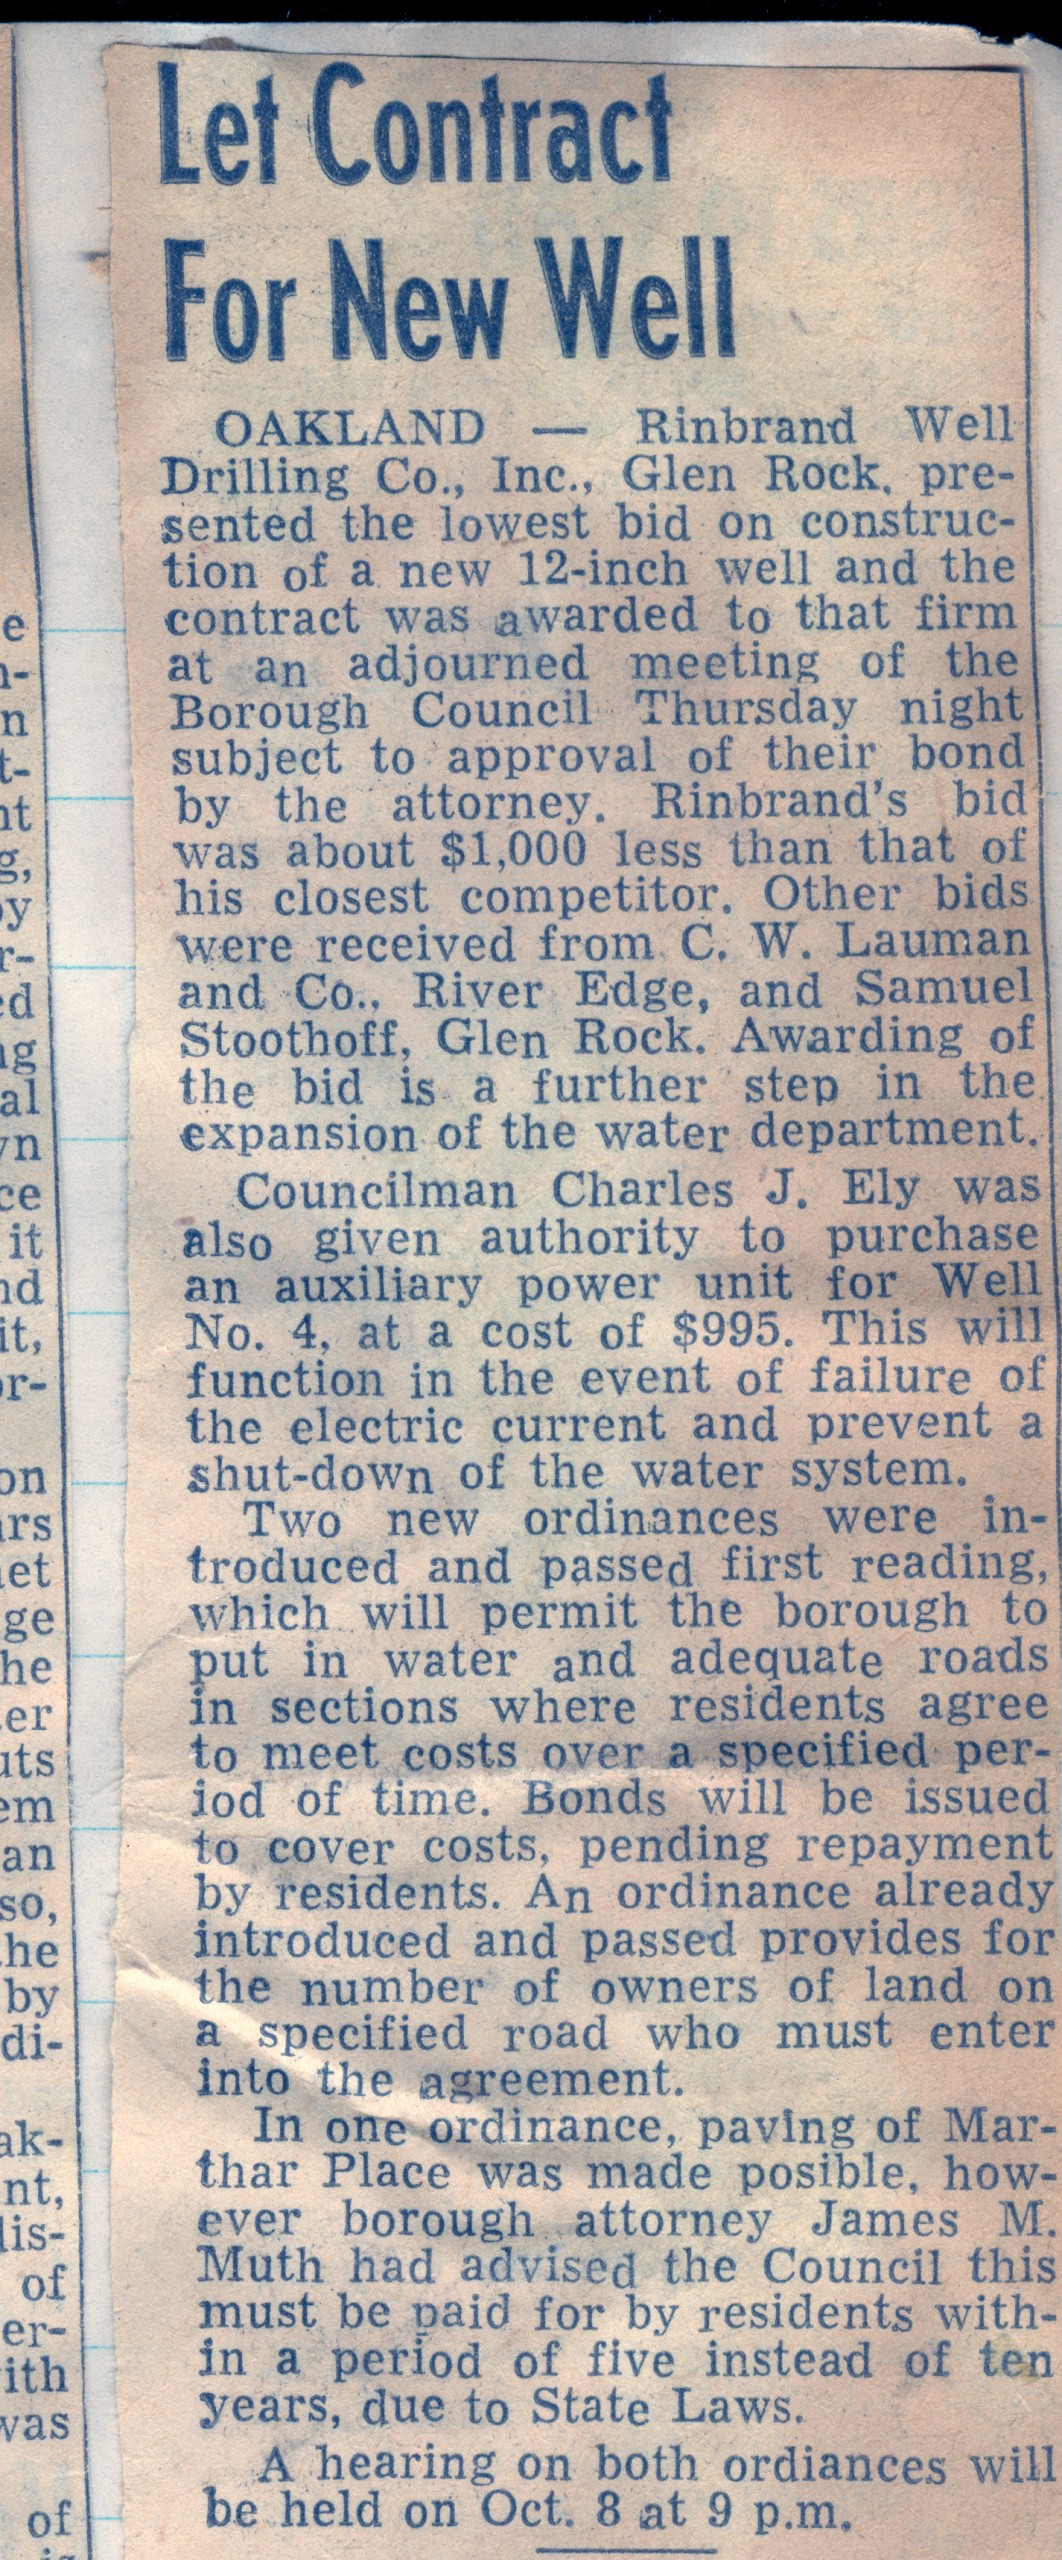 Let Contract
For New Well
OAKLAND — Rinbrand Well
Drilling Co., Inc., Glen Rock, pre-
sented the lowest bid on construc-
tion of a new 12-inch well and the
contract was awarded to that firm
at an adjourned meeting of the
Borough Council Thursday night
subject to approval of their bond
by the attorney. Rinbrand's bid
was about $1,000 less than that of
his closest competitor. Other bids
were received from C. W. Lauman
and Co., River Edge, and Samuel
Stoothoff, Glen Rock. Awarding of
the bid is a further step in the
expansion of the water department.
Councilman Charles J. Ely was
also given authority to purchase
an auxiliary power unit for Well
No. 4, at a cost of $995. This will
function in the event of failure of
the electric current and prevent a
shut-down of the water system.
Two new ordinances were in-
troduced and passed first reading,
which will permit the borough to
put in water and adequate roads
in sections where residents agree
to meet costs over a specified per-
iod of time. Bonds will be issued
to cover costs, pending repayment
by residents. An ordinance already
introduced and passed provides for
the number of owners of land on
a specified road who must enter
into the agreement.
In one ordinance, paving of Mar-
thar Place was made posible, how-
ever borough attorney James M.
Muth had advised the Council this
must be paid for by residents with-
in a period of five instead of ten
years, due to State Laws.
A hearing on both ordiances will
be held on Oct. 8 at 9 p.m.